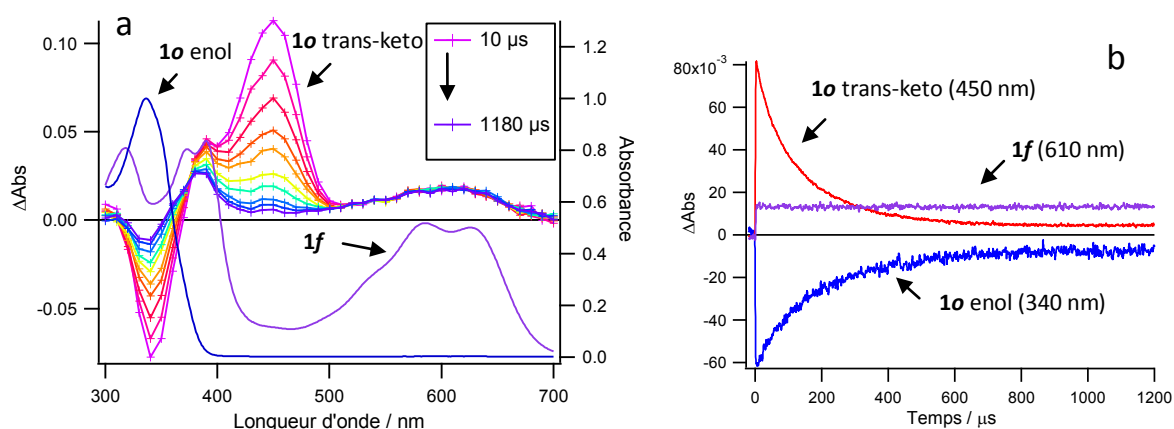 a
1o enol
1o trans-keto
10 µs
1180 µs
1f
0.10
0.05
0.00
-0.05
ΔAbs
1.2
1.0
0.8
0.6
0.4
0.2
0.0
Absorbance
300
400
500
600
700
Longueur d'onde / nm
b
80x10⁻³
60
40
20
0
-20
-40
-60
ΔAbs
1o trans-keto (450 nm)
1f (610 nm)
1o enol (340 nm)
0
200
400
600
800
1000
1200
Temps / µs